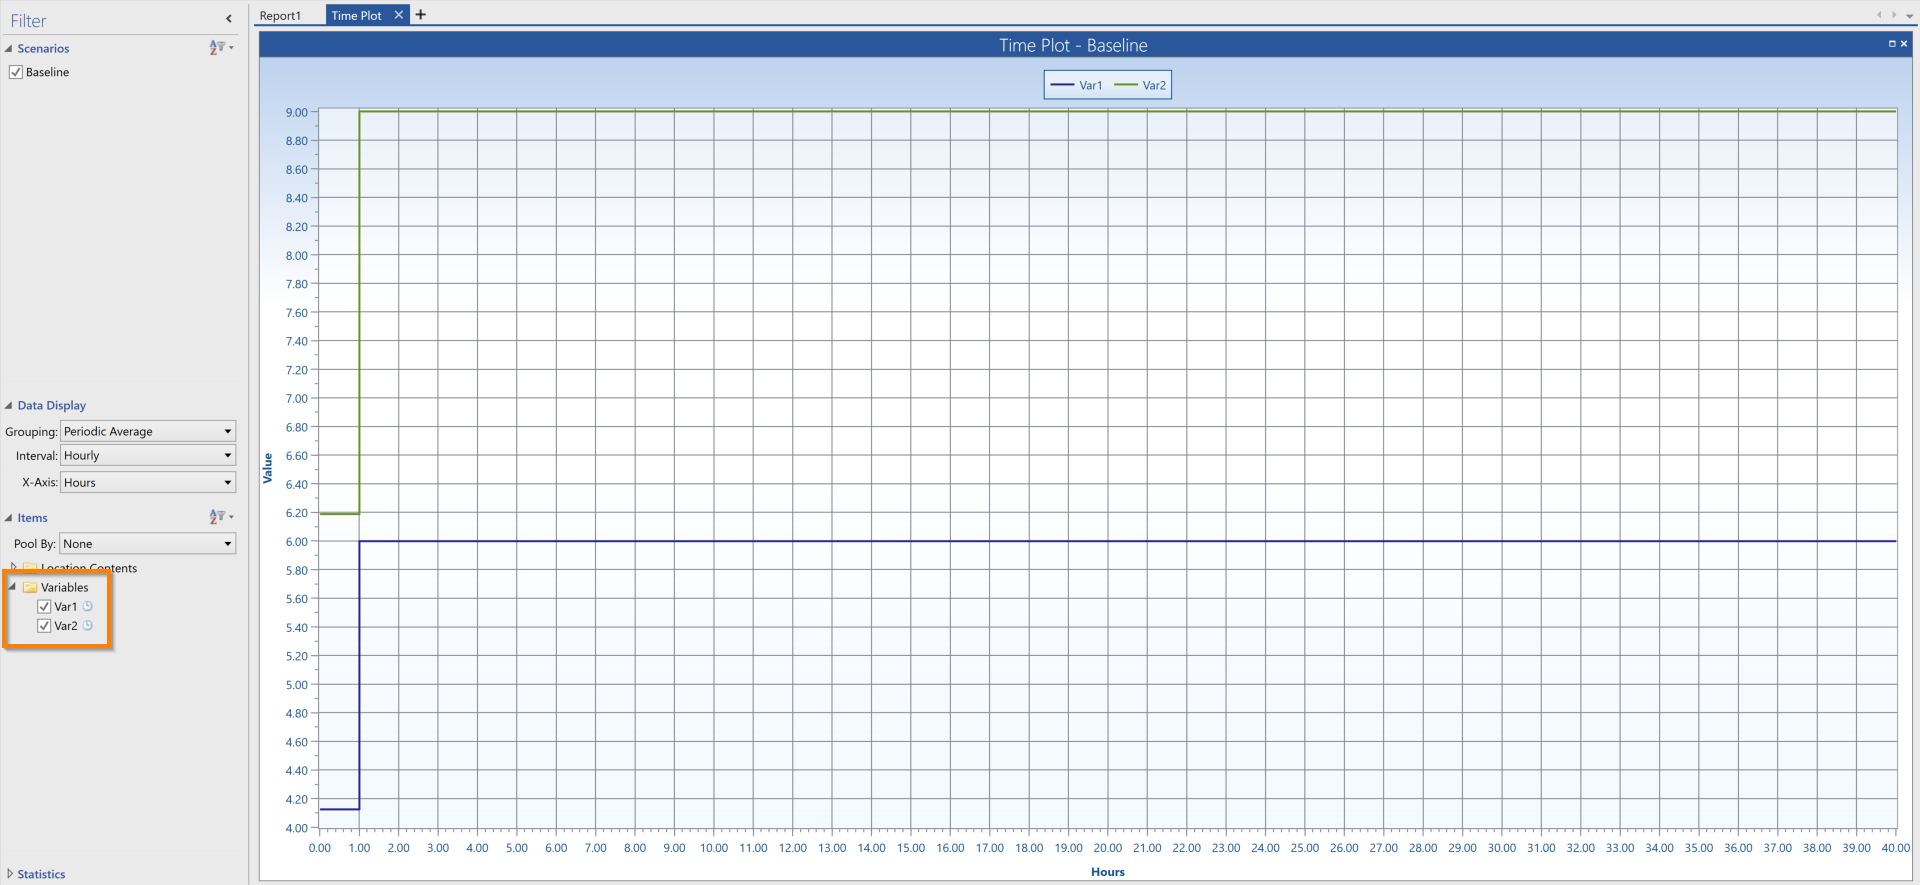 Filter
Scenarios
Baseline
Data Display
Grouping: Periodic Average
Interval: Hourly
X-Axis: Hours
Items
Pool By: None
Location Contents
Variables
Var1
Var2
Statistics
Report1 Time Plot
Time Plot - Baseline
Var1 Var2
Value
9.00
8.80
8.60
8.40
8.20
8.00
7.80
7.60
7.40
7.20
7.00
6.80
6.60
6.40
6.20
6.00
5.80
5.60
5.40
5.20
5.00
4.80
4.60
4.40
4.20
4.00
0.00 1.00 2.00 3.00 4.00 5.00 6.00 7.00 8.00 9.00 10.00 11.00 12.00 13.00 14.00 15.00 16.00 17.00 18.00 19.00 20.00 21.00 22.00 23.00 24.00 25.00 26.00 27.00 28.00 29.00 30.00 31.00 32.00 33.00 34.00 35.00 36.00 37.00 38.00 39.00 40.00
Hours